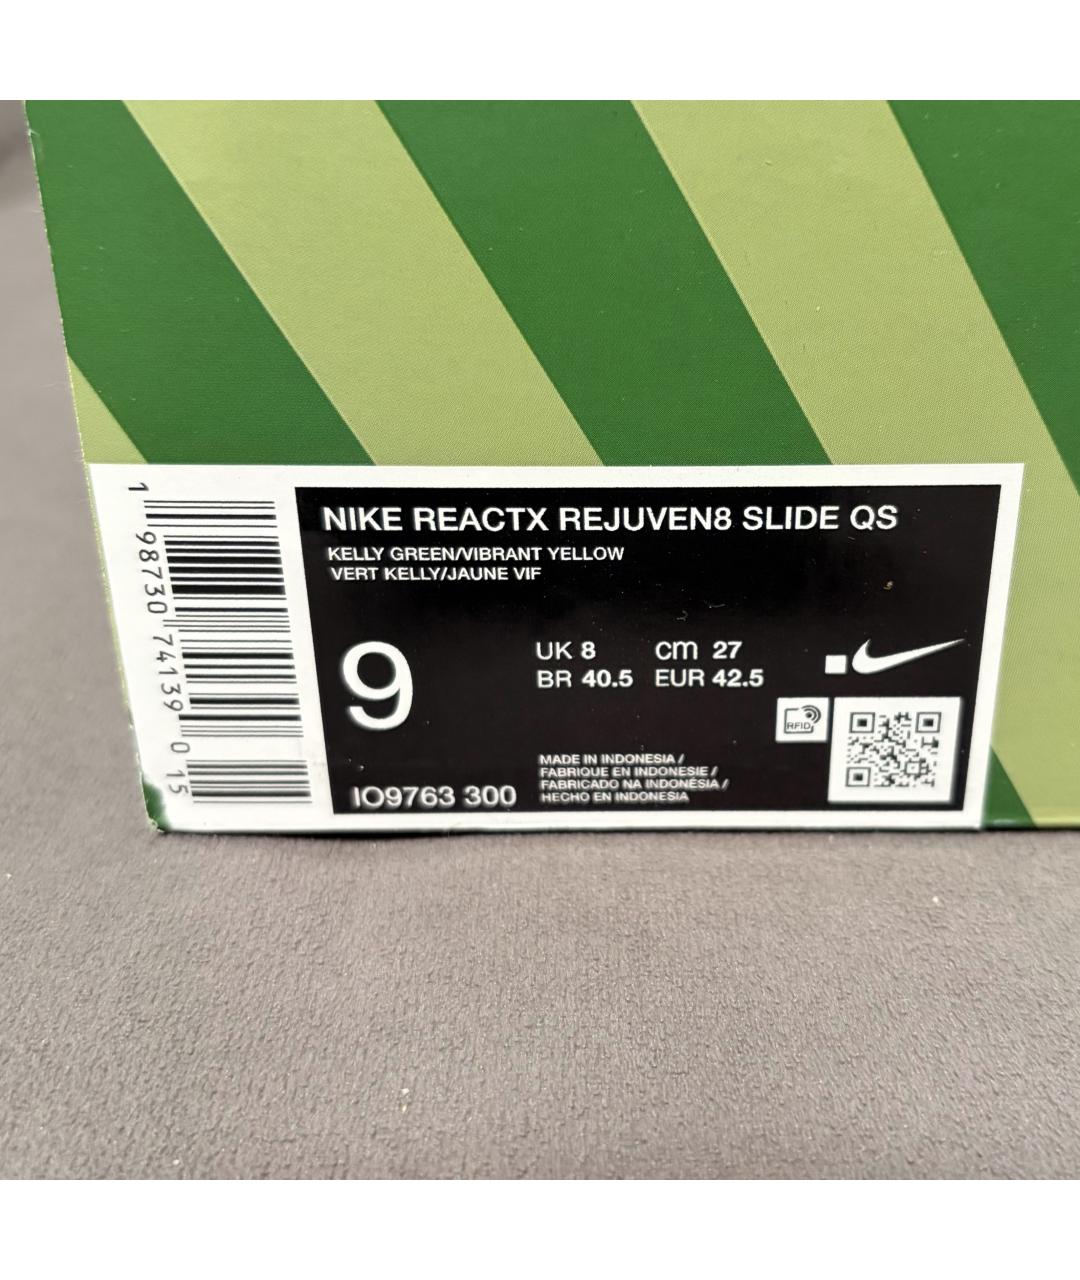 NIKE REACTX REJUVEN8 SLIDE QS
KELLY GREEN/VIBRANT YELLOW
VERT KELLY/JAUNE VIF
9
UK 8 cm 27
BR 40.5 EUR 42.5
RFID
IO9763 300
MADE IN INDONESIA /
FABRIQUE EN INDONESIE /
FABRICADO NA INDONÉSIA /
HECHO EN INDONESIA
1 98730 74139 0 15